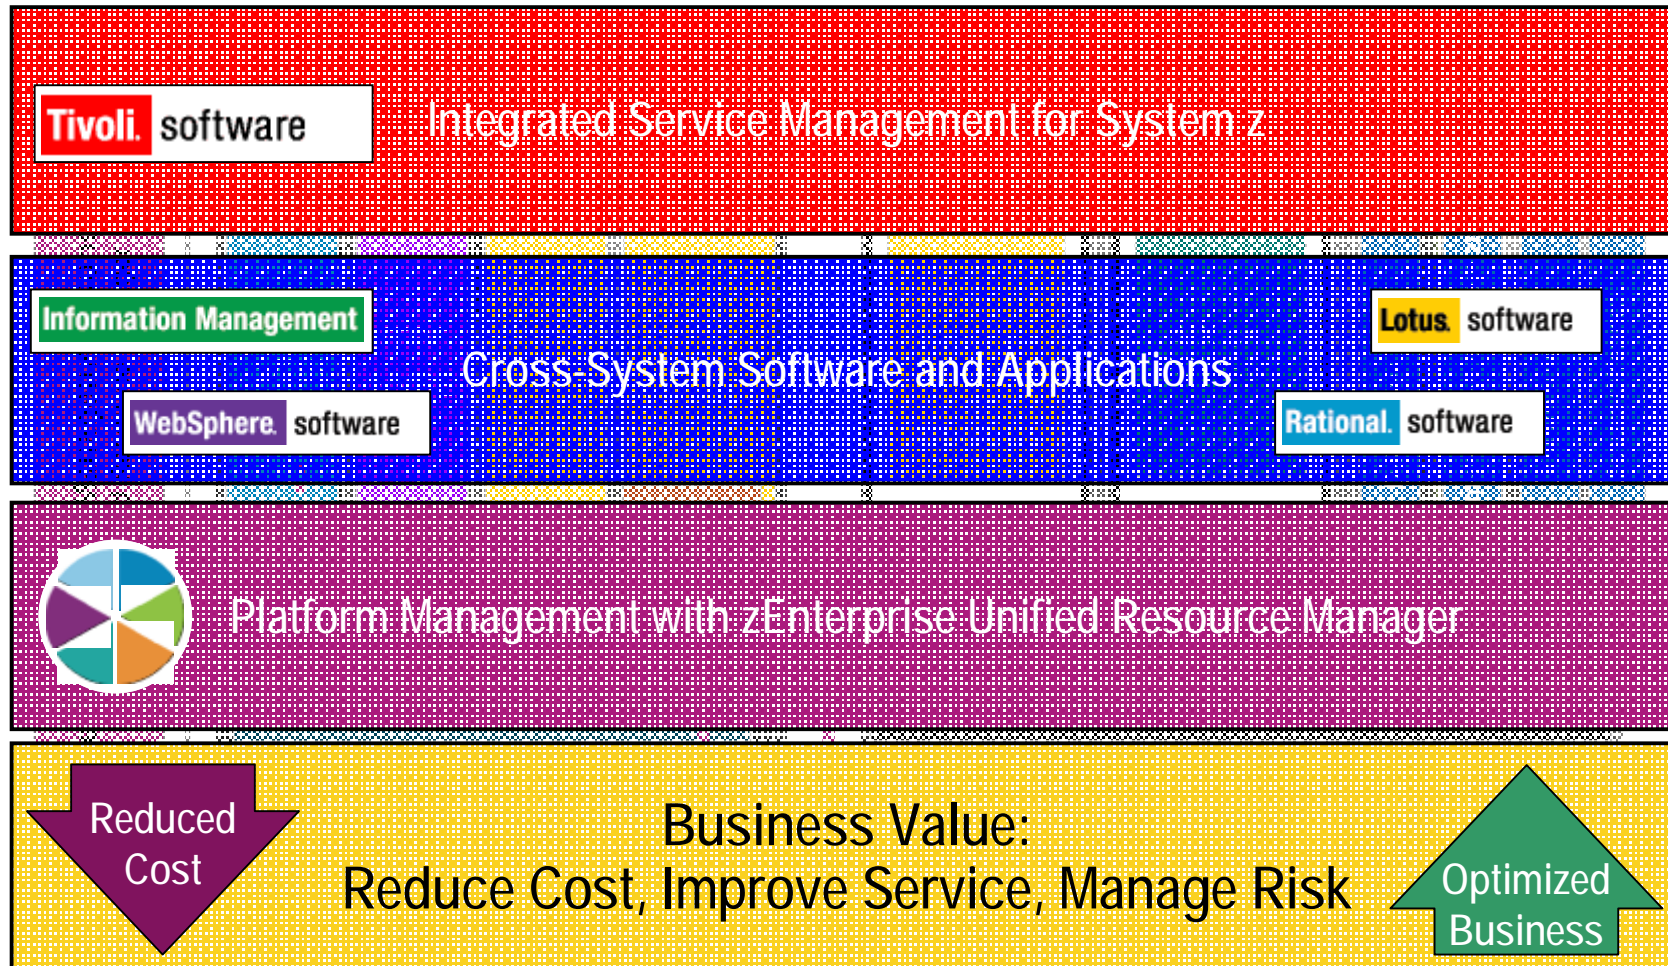 Tivoli. software
Integrated Service Management for System z
Information Management
Lotus. software
Cross-System Software and Applications
WebSphere. software
Rational. software
Platform Management with zEnterprise Unified Resource Manager
Reduced
Cost
Business Value:
Reduce Cost, Improve Service, Manage Risk
Optimized
Business